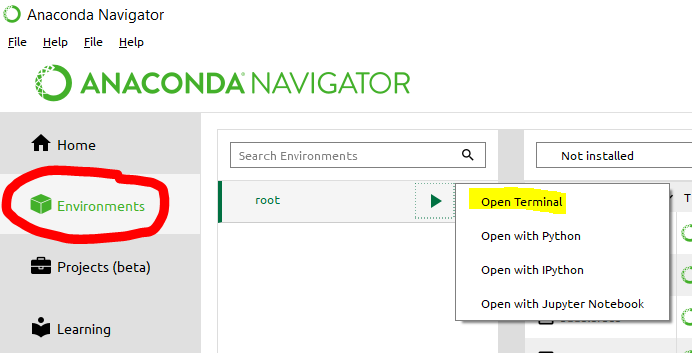 Anaconda Navigator
File Help File Help
ANACONDA NAVIGATOR
Home
Environments
Projects (beta)
Learning
Search Environments
root
Open Terminal
Open with Python
Open with IPython
Open with Jupyter Notebook
Not installed
T